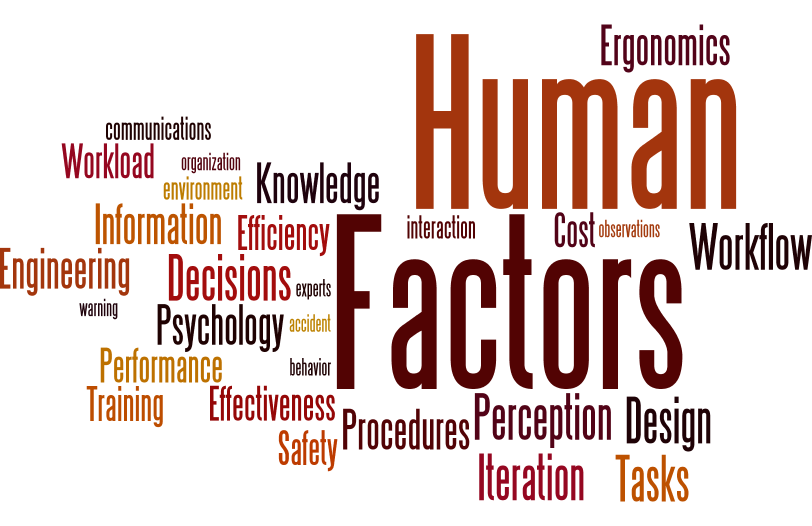 Ergonomics
Human
communications
Workload
organization
environment
Knowledge
Information
Efficiency
interaction
Cost
observations
Workflow
Engineering
Decisions
experts
Factors
warning
Psychology
accident
Performance
behavior
Training
Effectiveness
Procedures
Perception
Design
Safety
Iteration
Tasks